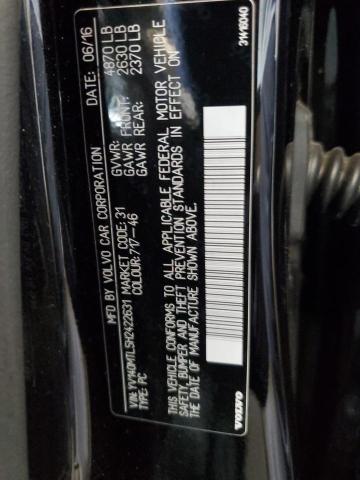 MFD BY VOLVO CAR CORPORATION DATE: 06/16
VIN: YV140MTL5H2422631 GVWR: 4870 LB
TYPE: PC MARKET CODE: 31 GAWR FRONT: 2630 LB
COLOUR: 717-46 GAWR REAR: 2370 LB
THIS VEHICLE CONFORMS TO ALL APPLICABLE FEDERAL MOTOR VEHICLE
SAFETY, BUMPER AND THEFT PREVENTION STANDARDS IN EFFECT ON
THE DATE OF MANUFACTURE SHOWN ABOVE.
VOLVO 31416040